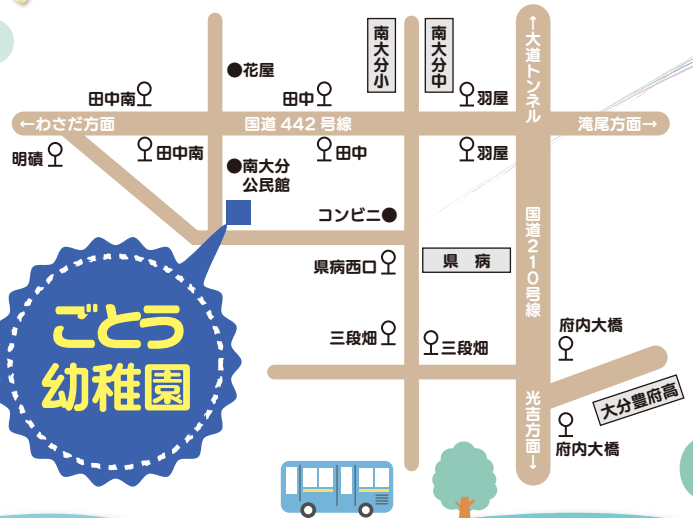 南大分小
南大分中
↑大道トンネル
●花屋
田中南
田中
羽屋
←わさだ方面
国道442号線
滝尾方面→
明磧
田中南
田中
羽屋
●南大分
公民館
コンビニ●
国道210号線
県病西口
県 病
ごとう
幼稚園
三段畑
三段畑
府内大橋
光吉方面→
大分豊府高
府内大橋